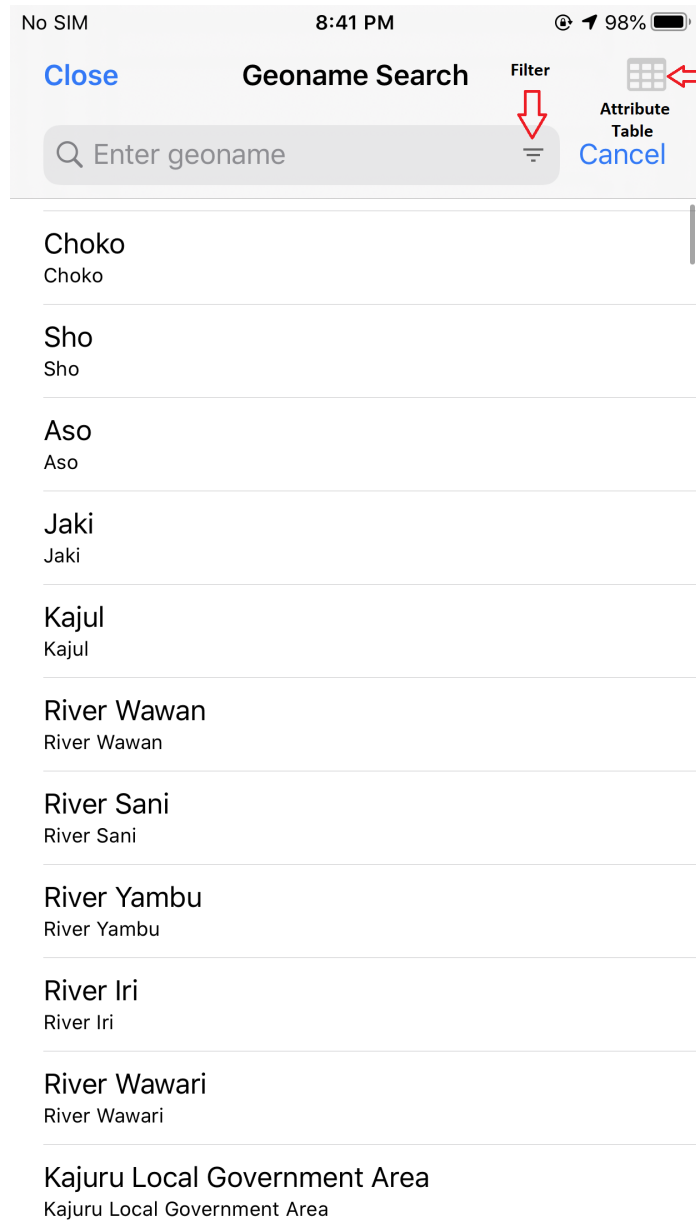 No SIM 8:41 PM 98%
Close Geoname Search Filter
Attribute
Table
Enter geoname Cancel
Choko
Choko
Sho
Sho
Aso
Aso
Jaki
Jaki
Kajul
Kajul
River Wawan
River Wawan
River Sani
River Sani
River Yambu
River Yambu
River Iri
River Iri
River Wawari
River Wawari
Kajuru Local Government Area
Kajuru Local Government Area